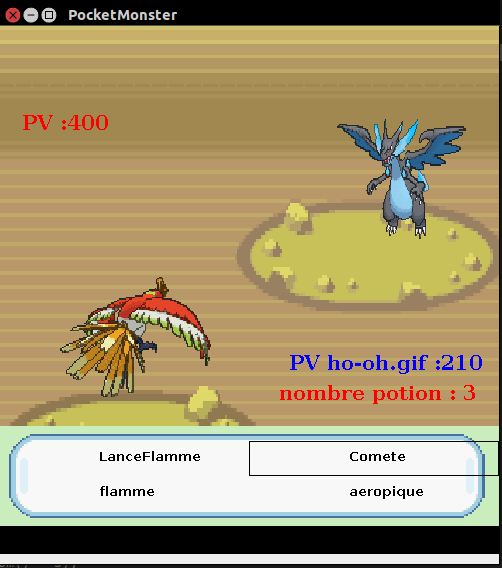 PocketMonster
PV :400
PV ho-oh.gif :210
nombre potion : 3
LanceFlamme Comete
flamme aeropique